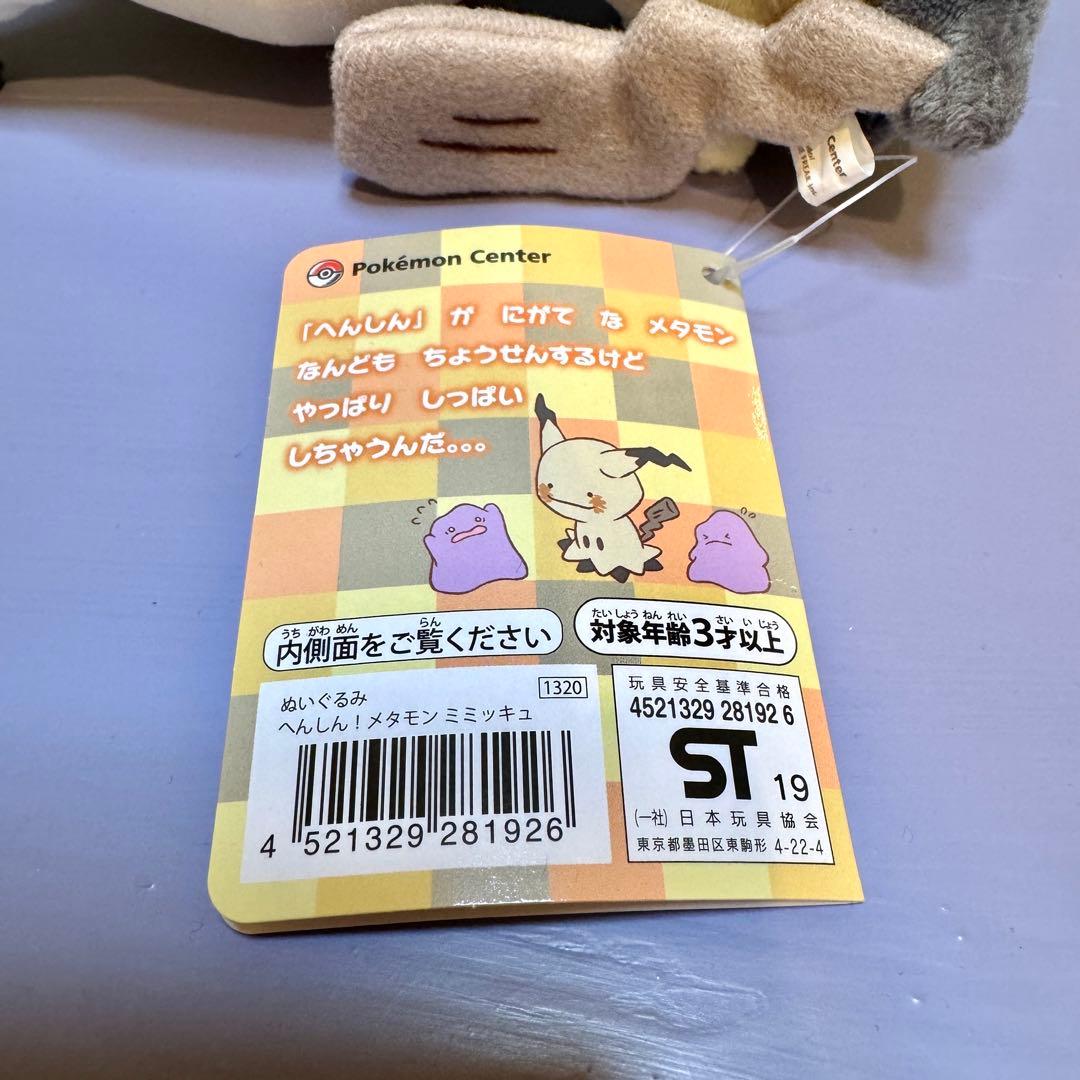 Center
FREAK inc.
Pokémon Center
「へんしん」 が にがて な メタモン
なんども ちょうせんするけど
やっぱり しっぱい
しちゃうんだ。。。
うち がわ めん らん
内側面をご覧ください
たい しょう ねん れい さい い じょう
対象年齢3才以上
ぬいぐるみ 1320
へんしん！メタモン ミミッキュ
4 521329 281926
玩具安全基準合格
4521329 28192 6
ST 19
(一社) 日本玩具協会
東京都墨田区東駒形 4-22-4